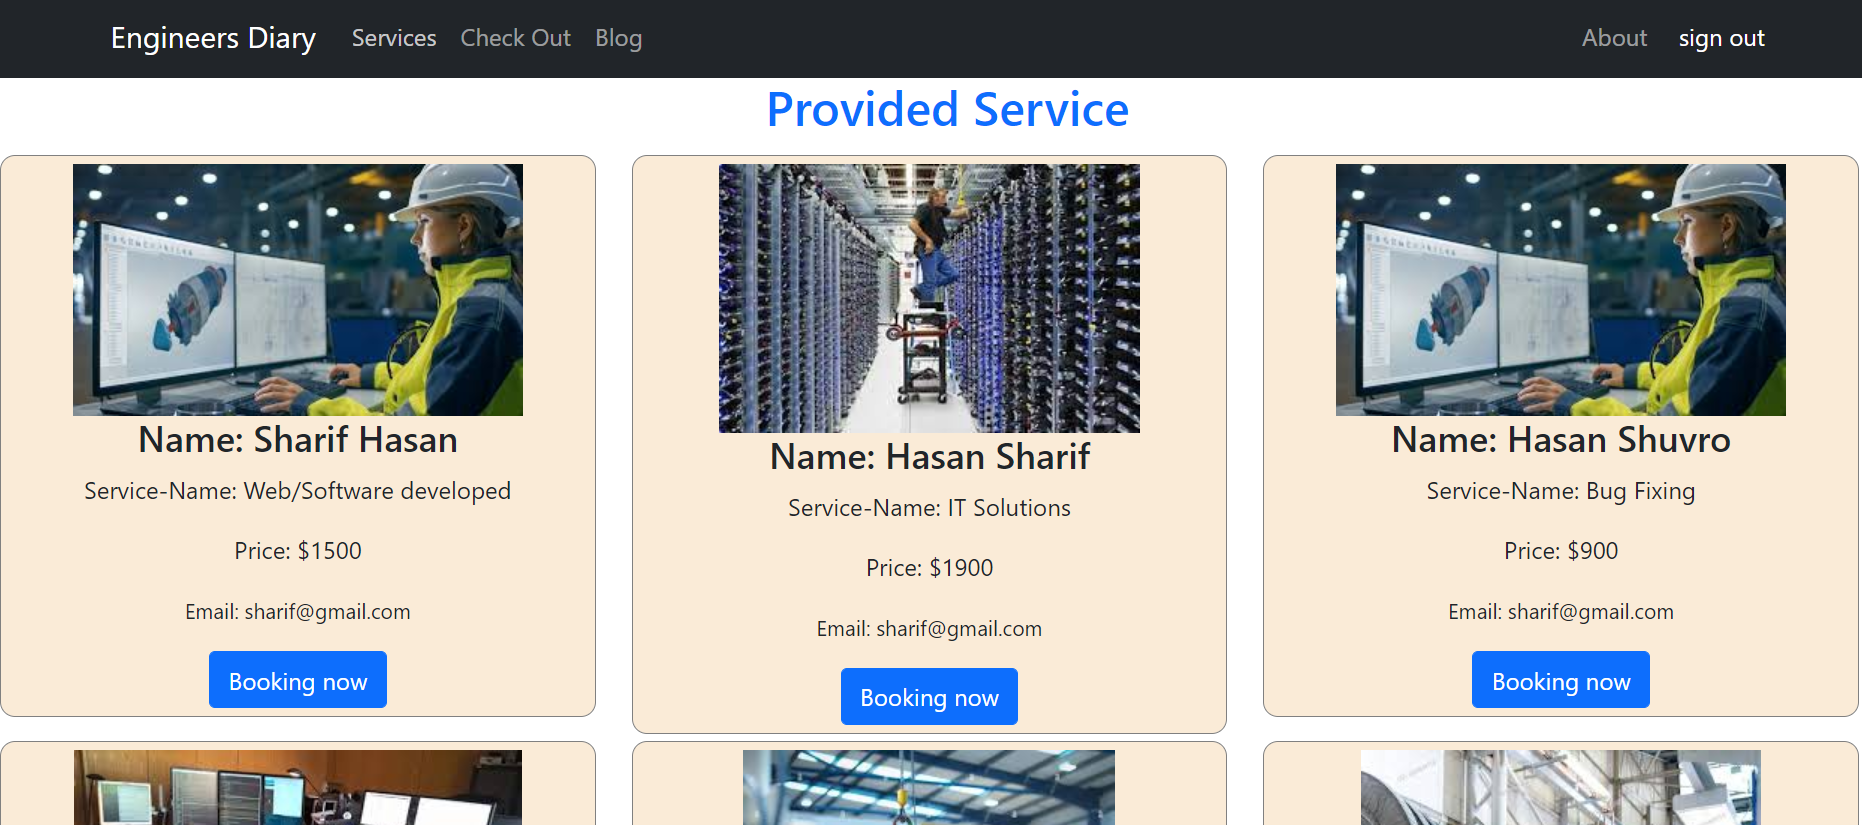 Engineers Diary Services Check Out Blog About sign out
Provided Service
Name: Sharif Hasan
Service-Name: Web/Software developed
Price: $1500
Email: sharif@gmail.com
Booking now
Name: Hasan Sharif
Service-Name: IT Solutions
Price: $1900
Email: sharif@gmail.com
Booking now
Name: Hasan Shuvro
Service-Name: Bug Fixing
Price: $900
Email: sharif@gmail.com
Booking now